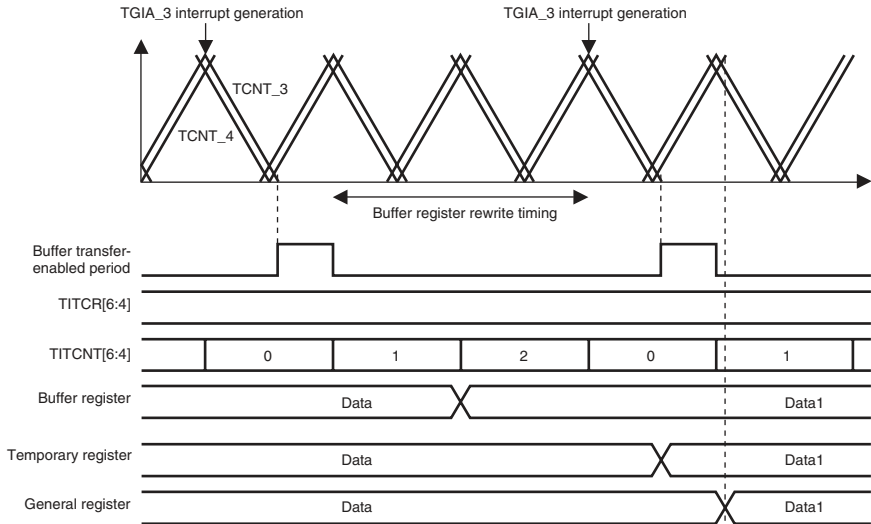 TGIA_3 interrupt generation
TGIA_3 interrupt generation
TCNT_3
TCNT_4
Buffer register rewrite timing
Buffer transfer-
enabled period
TITCR[6:4]
TITCNT[6:4]
0
1
2
0
1
Buffer register
Data
Data1
Temporary register
Data
Data1
General register
Data
Data1